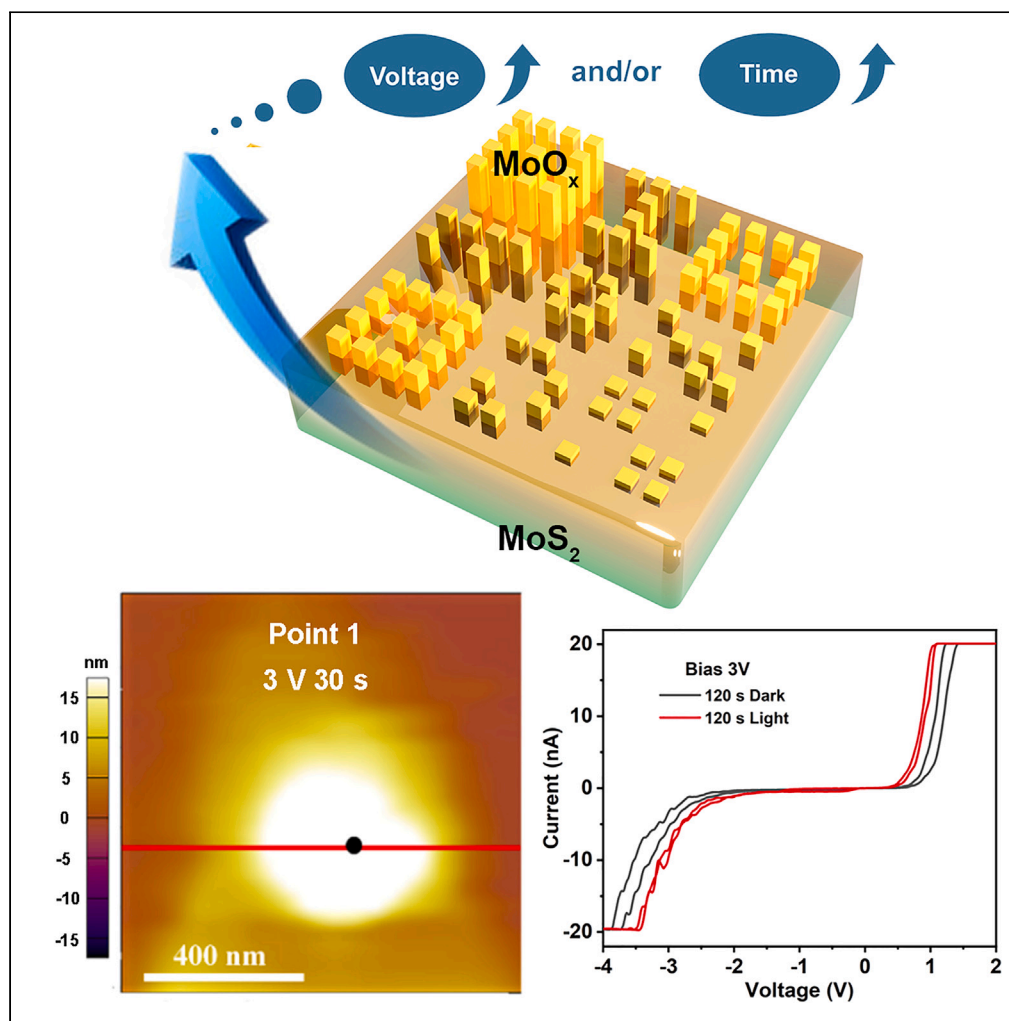 Voltage and/or Time
MoOₓ
MoS₂
Point 1
3 V 30 s
nm
15
10
5
0
-5
-10
-15
400 nm
Bias 3V
120 s Dark
120 s Light
Current (nA)
20
10
0
-10
-20
-4 -3 -2 -1 0 1 2
Voltage (V)